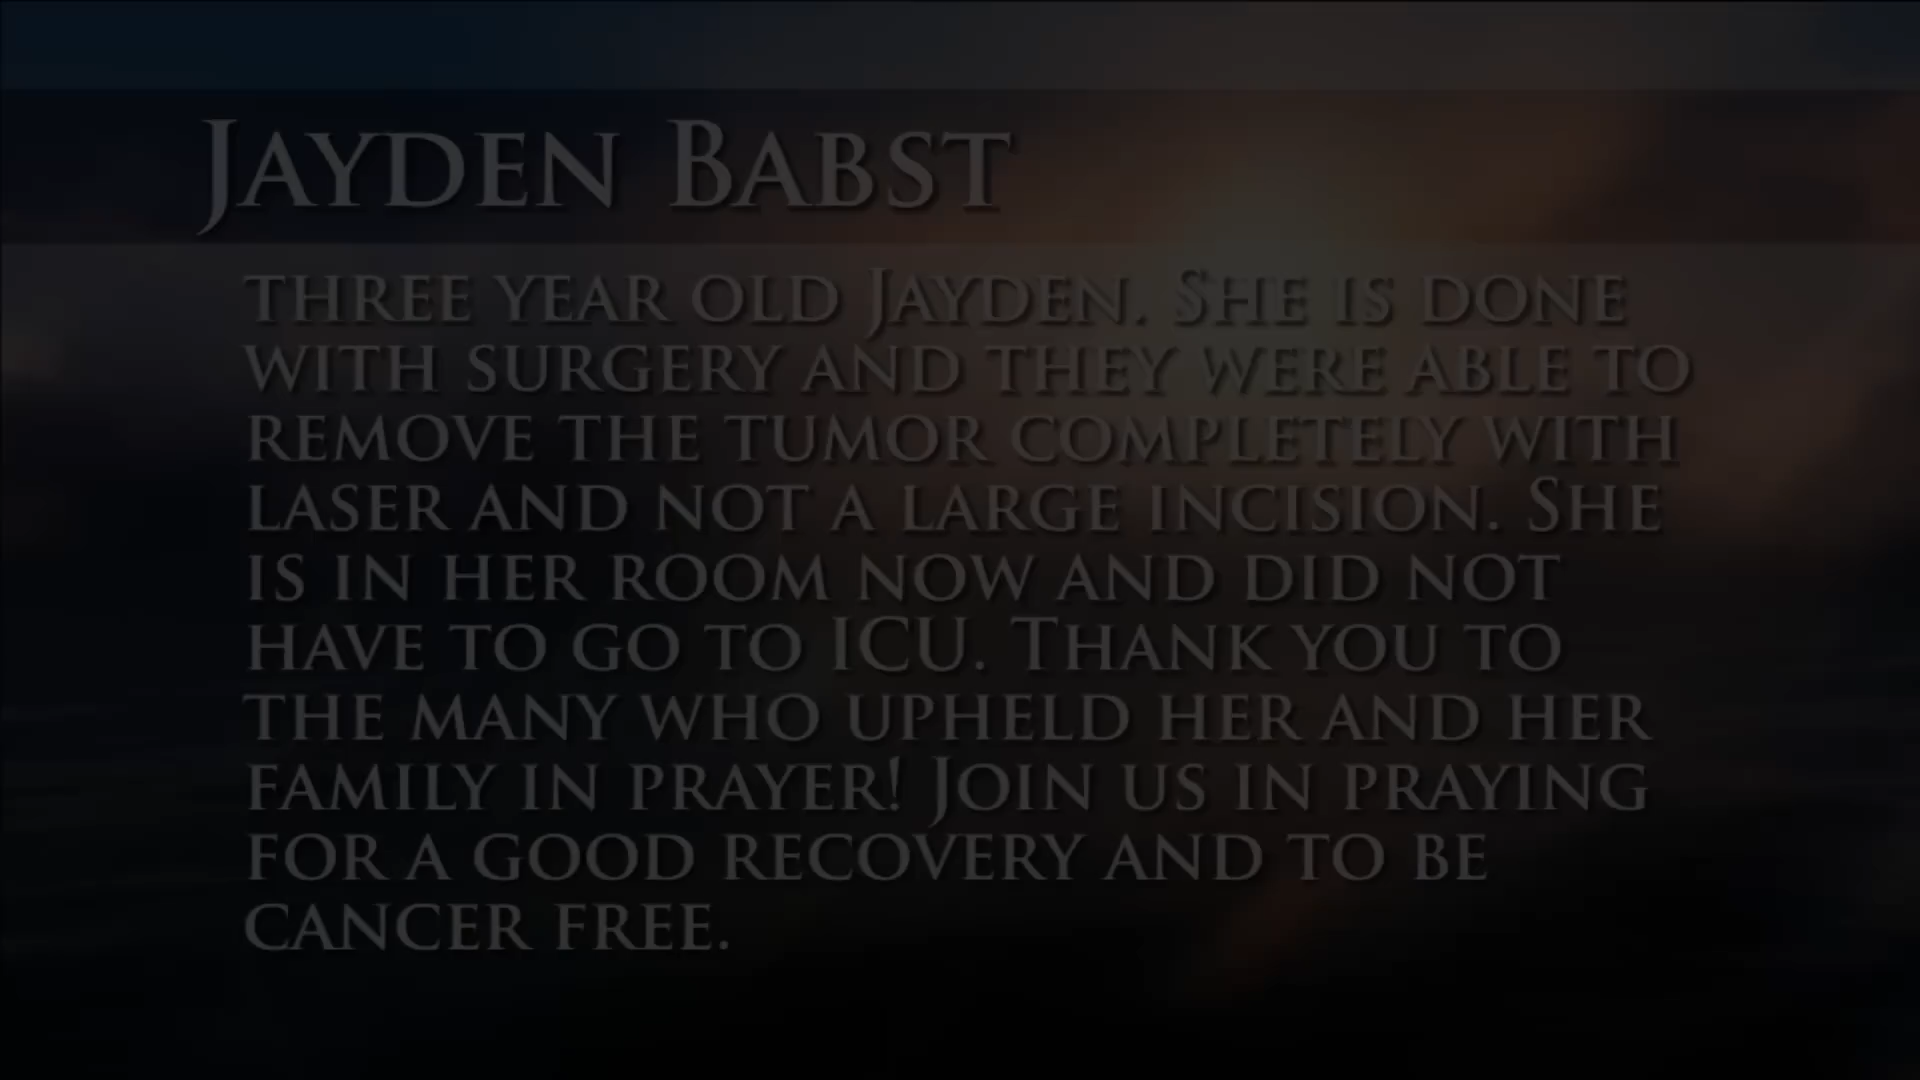 Jayden Babst
three year old Jayden. She is done
with surgery and they were able to
remove the tumor completely with
laser and not a large incision. She
is in her room now and did not
have to go to ICU. Thank you to
the many who upheld her and her
family in prayer! Join us in praying
for a good recovery and to be
cancer free.